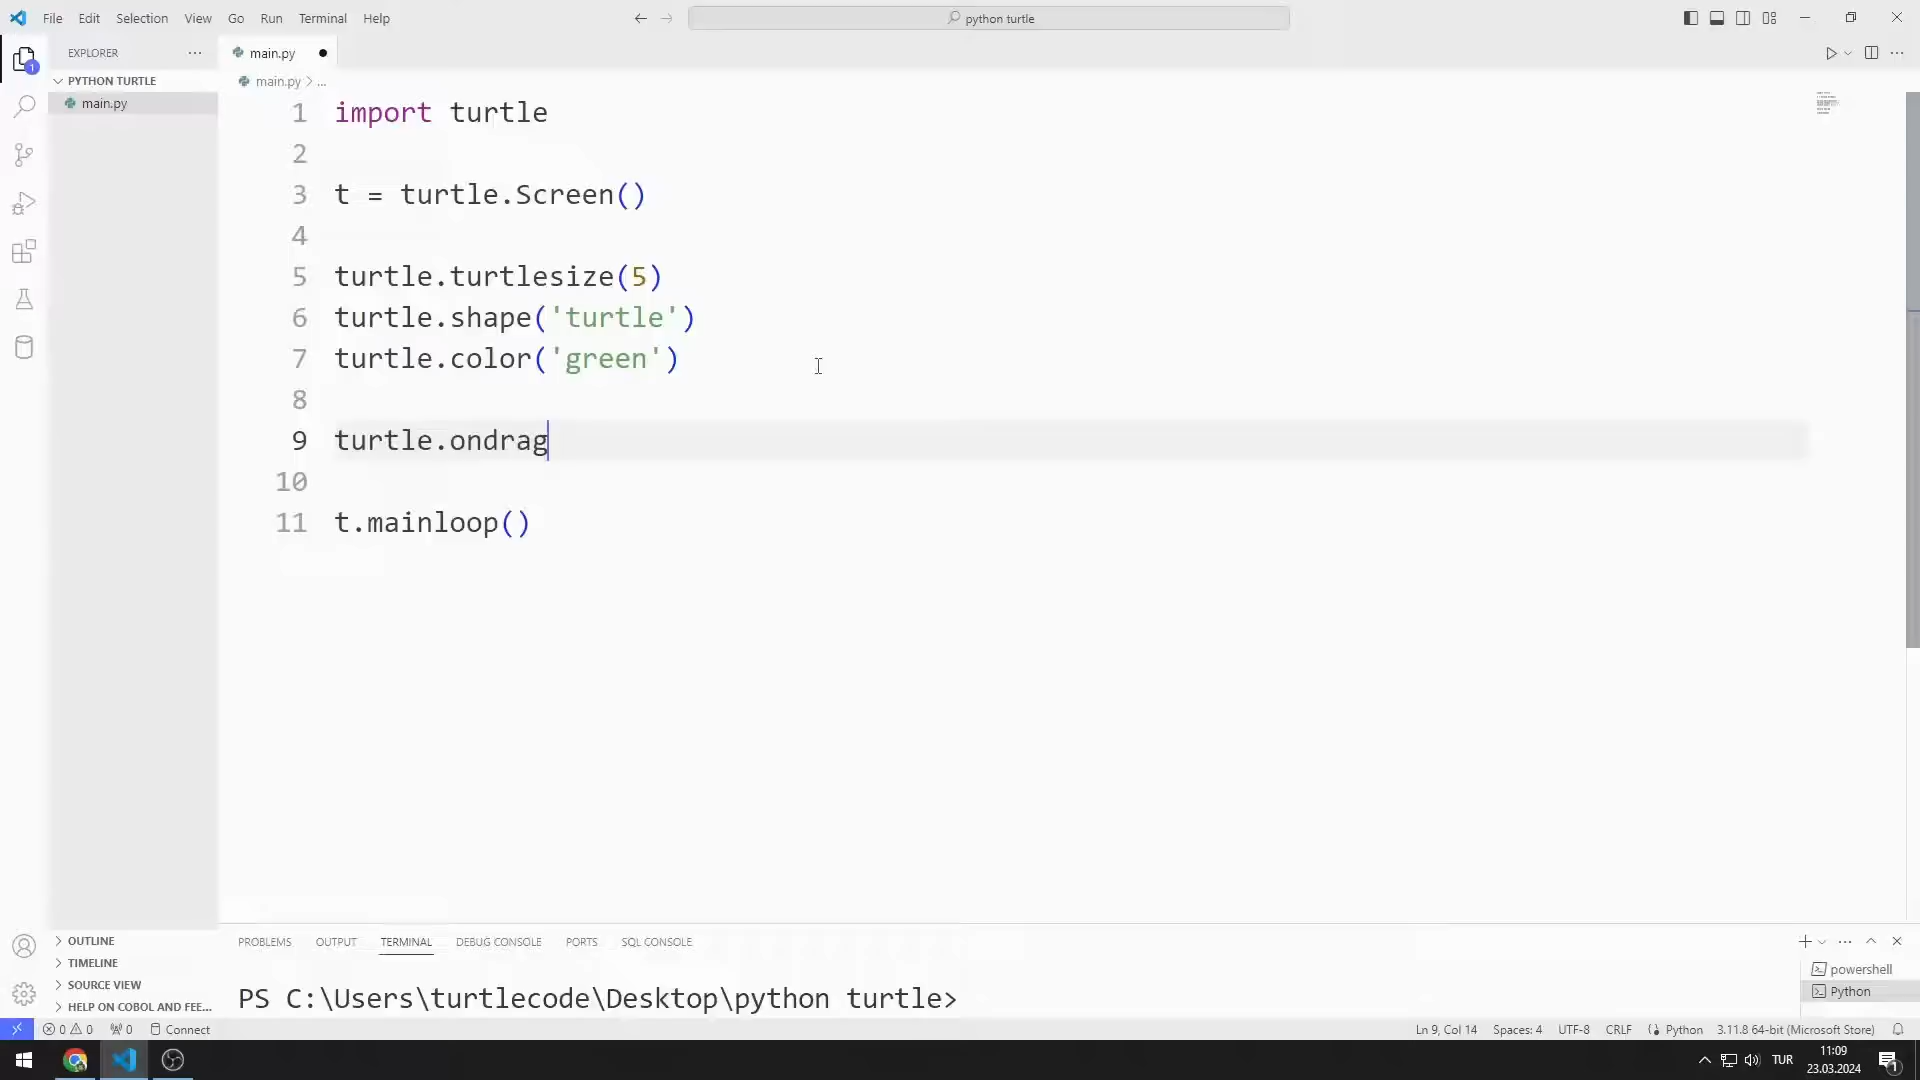 File Edit Selection View Go Run Terminal Help
python turtle
EXPLORER
PYTHON TURTLE
main.py
1
main.py
main.py > ...
1 import turtle
2
3 t = turtle.Screen()
4
5 turtle.turtlesize(5)
6 turtle.shape('turtle')
7 turtle.color('green')
8
9 turtle.ondrag
10
11 t.mainloop()
OUTLINE
TIMELINE
SOURCE VIEW
HELP ON COBOL AND FEE...
PROBLEMS OUTPUT TERMINAL DEBUG CONSOLE PORTS SQL CONSOLE
PS C:\Users\turtlecode\Desktop\python turtle>
powershell
Python
0 0 0 Connect
Ln 9, Col 14 Spaces: 4 UTF-8 CRLF Python 3.11.8 64-bit (Microsoft Store)
TUR
11:09
23.03.2024
1